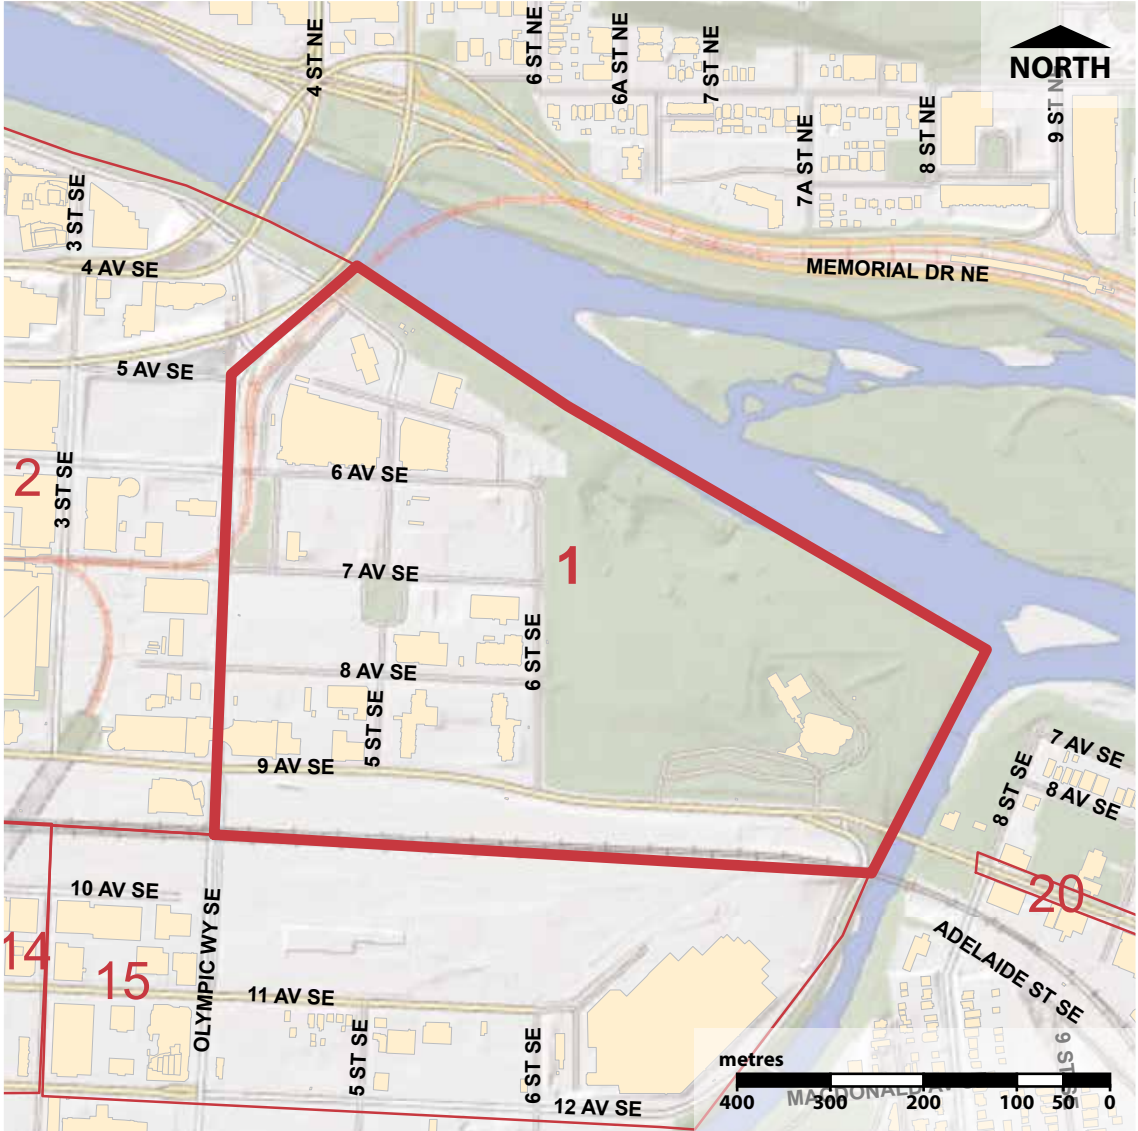 4 ST NE
6 ST NE
6A ST NE
7 ST NE
NORTH
9 ST NE
8 ST NE
7A ST NE
3 ST SE
4 AV SE
MEMORIAL DR NE
5 AV SE
2
3 ST SE
6 AV SE
1
7 AV SE
6 ST SE
8 AV SE
5 ST SE
9 AV SE
7 AV SE
8 ST SE
8 AV SE
10 AV SE
20
14
15
OLYMPIC WY SE
ADELAIDE ST SE
11 AV SE
5 ST SE
6 ST SE
9 ST
metres
12 AV SE
MACDONALD
400 300 200 100 50 0